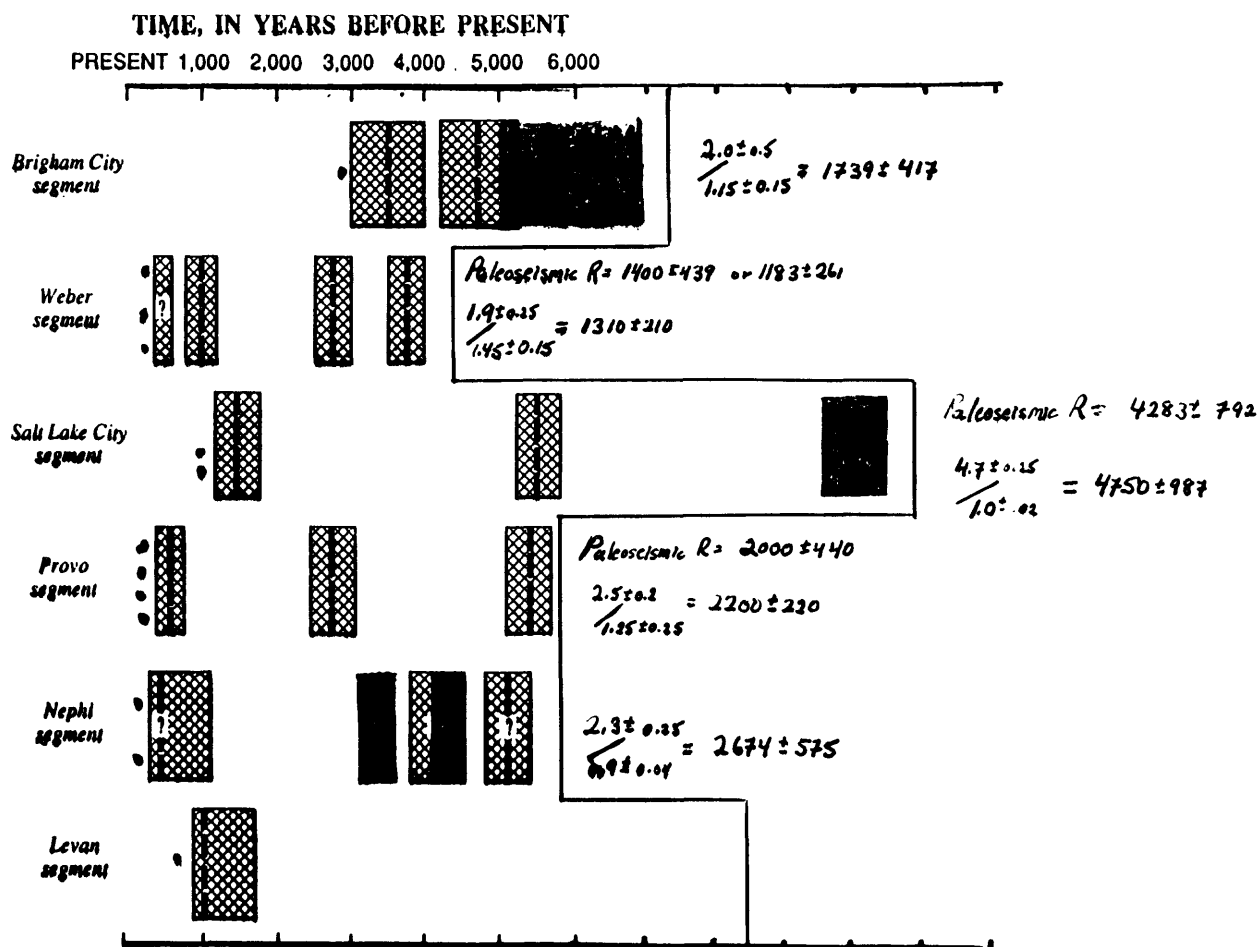 TIME, IN YEARS BEFORE PRESENT
PRESENT 1,000 2,000 3,000 4,000 5,000 6,000
Brigham City
segment
2.0±0.5
1.15±0.15 = 1739±417
Weber
segment
?
Paleoseismic R= 1400±439 or 1183±261
1.9±0.25
1.45±0.15 = 1310±210
Salt Lake City
segment
Paleoseismic R= 4283±792
4.7±0.25
1.0±.02 = 4750±987
Provo
segment
Paleoseismic R= 2000±440
2.5±0.2
1.25±0.25 = 2200±220
Nephi
segment
?
?
2.3±0.25
0.9±0.04 = 2674±575
Levan
segment